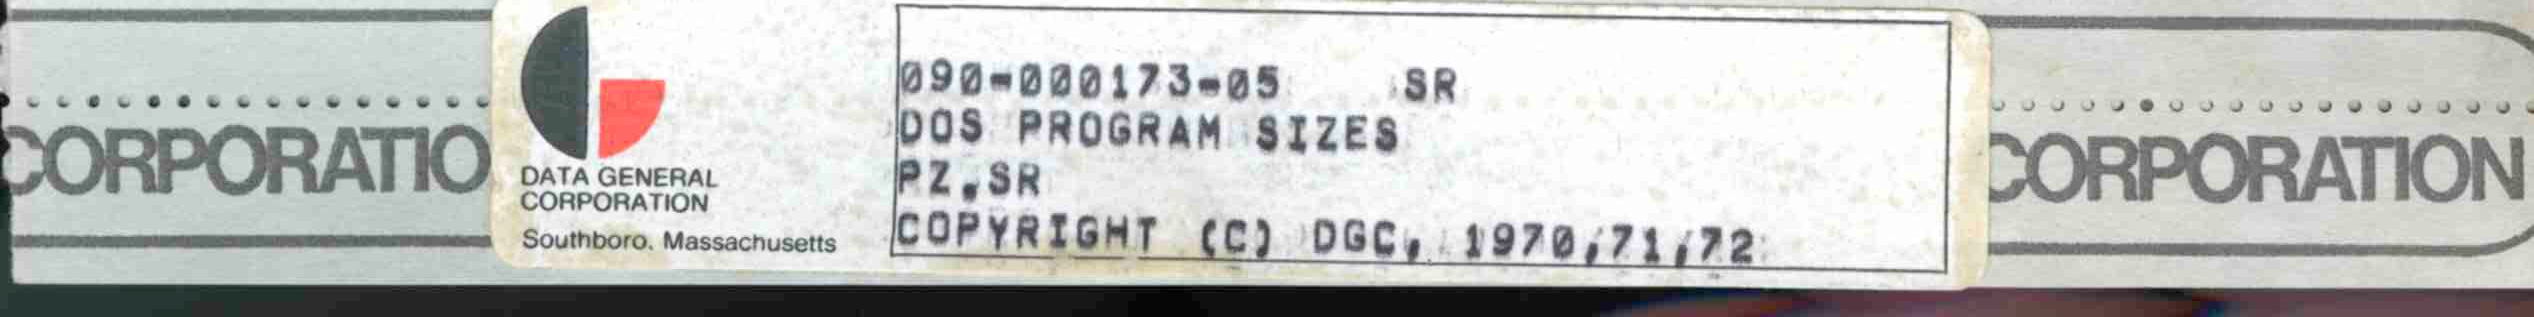 CORPORATIO
DATA GENERAL
CORPORATION
Southboro, Massachusetts
090-000173-05 SR
DOS PROGRAM SIZES
PZ.SR
COPYRIGHT (C) DGC, 1970,71,72
CORPORATION